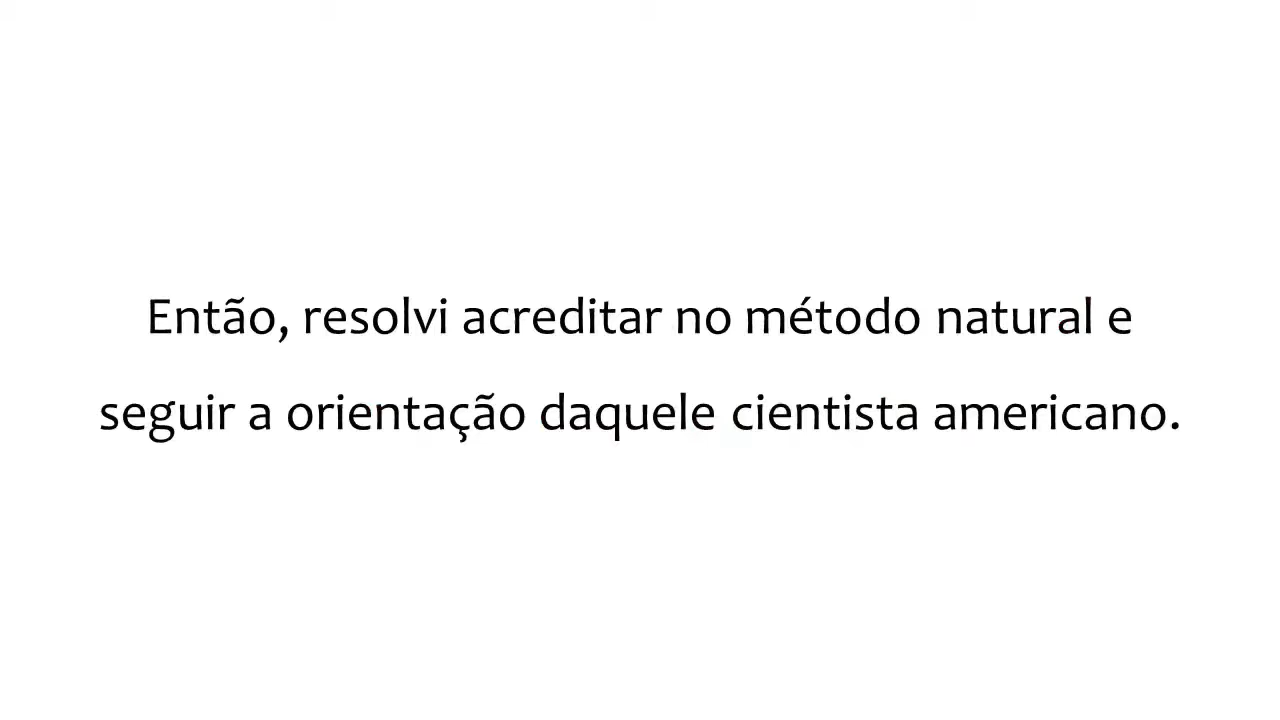 Então, resolvi acreditar no método natural e
seguir a orientação daquele cientista americano.